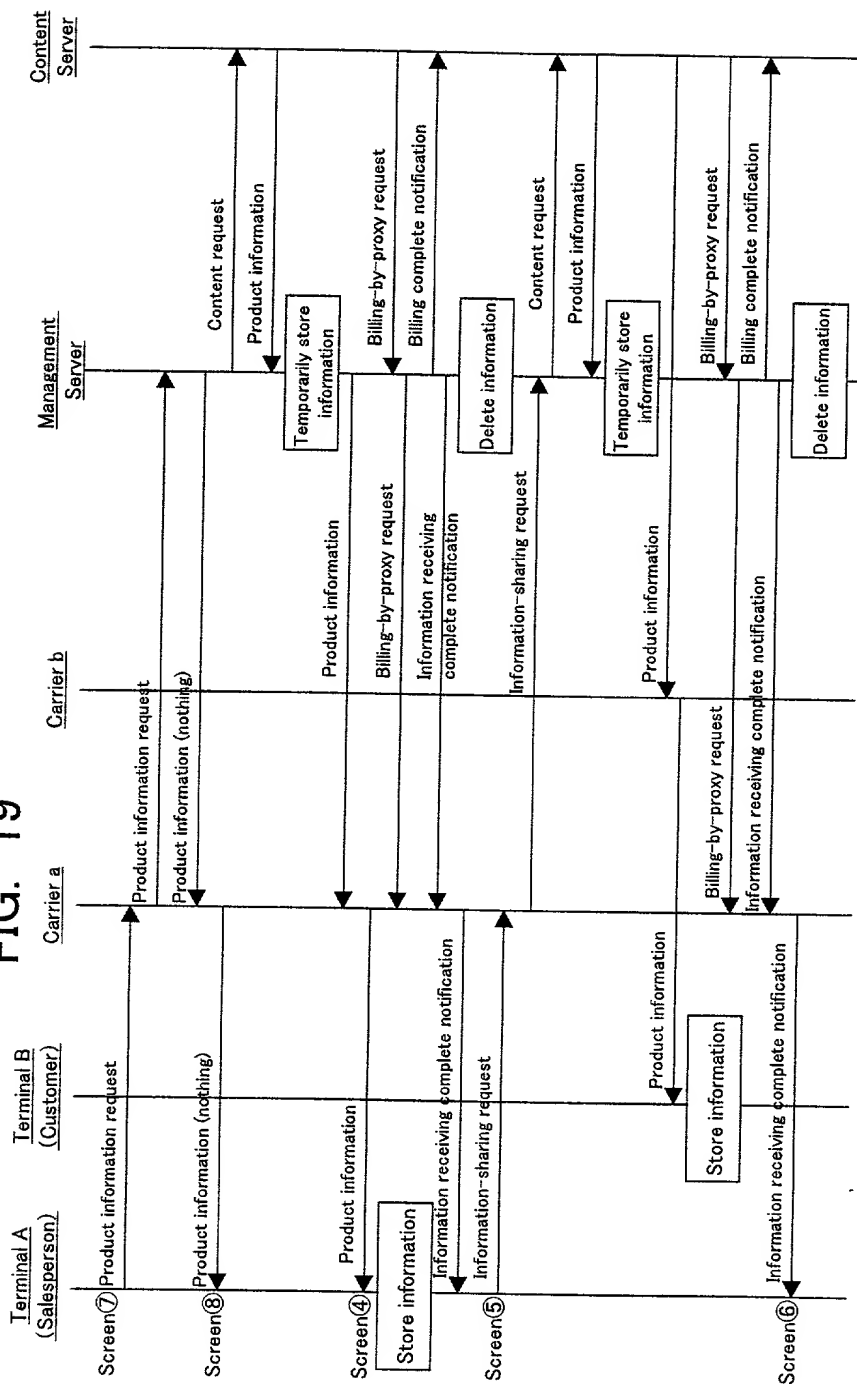 FIG. 19
Terminal A
(Salesperson)
Terminal B
(Customer)
Carrier a
Carrier b
Management
Server
Content
Server
Screen⑦
Product information request
Product information request
Product information (nothing)
Screen⑧
Product information (nothing)
Content request
Product information
Temporarily store
information
Product information
Screen④
Product information
Store information
Billing-by-proxy request
Billing-by-proxy request
Billing complete notification
Information receiving
complete notification
Information receiving complete notification
Delete information
Screen⑤
Information-sharing request
Information-sharing request
Content request
Product information
Temporarily store
information
Product information
Product information
Store information
Billing-by-proxy request
Billing-by-proxy request
Billing complete notification
Information receiving complete notification
Screen⑥
Information receiving complete notification
Delete information